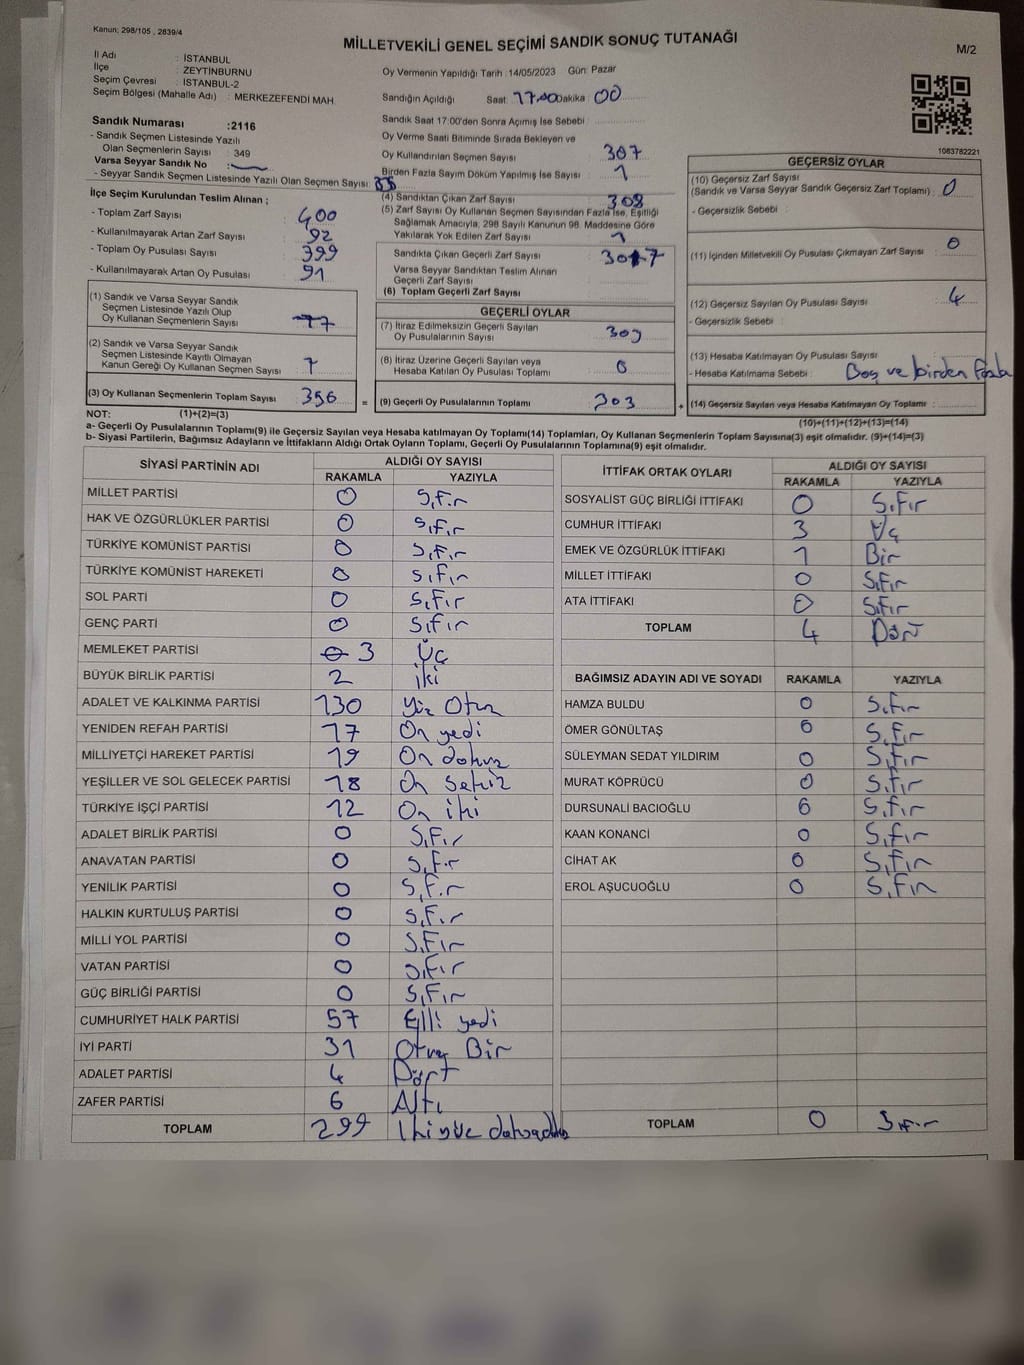 Kanun: 298/105 , 2839/4
MİLLETVEKİLİ GENEL SEÇİMİ SANDIK SONUÇ TUTANAĞI
M/2
İl Adı : İSTANBUL
İlçe : ZEYTİNBURNU
Seçim Çevresi : İSTANBUL-2
Seçim Bölgesi (Mahalle Adı) : MERKEZEFENDİ MAH.
Oy Vermenin Yapıldığı Tarih :14/05/2023 Gün: Pazar
Sandığın Açıldığı Saat: 17.00 Dakika : 00
Sandık Saat 17:00'den Sonra Açılmış İse Sebebi :
1083782221
Sandık Numarası :2116
- Sandık Seçmen Listesinde Yazılı
Olan Seçmenlerin Sayısı : 349
Varsa Seyyar Sandık No :
- Seyyar Sandık Seçmen Listesinde Yazılı Olan Seçmen Sayısı:
Oy Verme Saati Bitiminde Sırada Bekleyen ve
Oy Kullandırılan Seçmen Sayısı 307
Birden Fazla Sayım Döküm Yapılmış İse Sayısı 1
İlçe Seçim Kurulundan Teslim Alınan ;
- Toplam Zarf Sayısı 400
- Kullanılmayarak Artan Zarf Sayısı 92
- Toplam Oy Pusulası Sayısı 399
- Kullanılmayarak Artan Oy Pusulası 91
(4) Sandıktan Çıkan Zarf Sayısı : 308
(5) Zarf Sayısı Oy Kullanan Seçmen Sayısından Fazla İse, Eşitliği
Sağlamak Amacıyla, 298 Sayılı Kanunun 98. Maddesine Göre
Yakılarak Yok Edilen Zarf Sayısı 1
Sandıkta Çıkan Geçerli Zarf Sayısı
Varsa Seyyar Sandıktan Teslim Alınan
Geçerli Zarf Sayısı
(6) Toplam Geçerli Zarf Sayısı
GEÇERSİZ OYLAR
(10) Geçersiz Zarf Sayısı
(Sandık ve Varsa Seyyar Sandık Geçersiz Zarf Toplamı) : 0
- Geçersizlik Sebebi :
(11) İçinden Milletvekili Oy Pusulası Çıkmayan Zarf Sayısı : 0
(12) Geçersiz Sayılan Oy Pusulası Sayısı : 4
- Geçersizlik Sebebi :
(13) Hesaba Katılmayan Oy Pusulası Sayısı :
- Hesaba Katılmama Sebebi : Boş ve birden fazla
(14) Geçersiz Sayılan veya Hesaba Katılmayan Oy Toplamı :
(10)+(11)+(12)+(13)=(14)
(1) Sandık ve Varsa Seyyar Sandık
Seçmen Listesinde Yazılı Olup
Oy Kullanan Seçmenlerin Sayısı
(2) Sandık ve Varsa Seyyar Sandık
Seçmen Listesinde Kayıtlı Olmayan
Kanun Gereği Oy Kullanan Seçmen Sayısı 7
(3) Oy Kullanan Seçmenlerin Toplam Sayısı 356 =
GEÇERLİ OYLAR
(7) İtiraz Edilmeksizin Geçerli Sayılan
Oy Pusulalarının Sayısı 303
(8) İtiraz Üzerine Geçerli Sayılan veya
Hesaba Katılan Oy Pusulası Toplamı 0
(9) Geçerli Oy Pusulalarının Toplamı 303 +
NOT: (1)+(2)=(3)
a- Geçerli Oy Pusulalarının Toplamı(9) ile Geçersiz Sayılan veya Hesaba katılmayan Oy Toplamı(14) Toplamları, Oy Kullanan Seçmenlerin Toplam Sayısına(3) eşit olmalıdır. (9)+(14)=(3)
b- Siyasi Partilerin, Bağımsız Adayların ve İttifakların Aldığı Ortak Oyların Toplamı, Geçerli Oy Pusulalarının Toplamına(9) eşit olmalıdır.
SİYASİ PARTİNİN ADI ALDIĞI OY SAYISI
RAKAMLA YAZIYLA
MİLLET PARTİSİ 0 Sıfır
HAK VE ÖZGÜRLÜKLER PARTİSİ 0 Sıfır
TÜRKİYE KOMÜNİST PARTİSİ 0 Sıfır
TÜRKİYE KOMÜNİST HAREKETİ 0 Sıfır
SOL PARTİ 0 Sıfır
GENÇ PARTİ 0 Sıfır
MEMLEKET PARTİSİ 0 3 Üç
BÜYÜK BİRLİK PARTİSİ 2 iki
ADALET VE KALKINMA PARTİSİ 130 Yüz Otuz
YENİDEN REFAH PARTİSİ 17 On yedi
MİLLİYETÇİ HAREKET PARTİSİ 19 On dokuz
YEŞİLLER VE SOL GELECEK PARTİSİ 18 On sekiz
TÜRKİYE İŞÇİ PARTİSİ 12 On iki
ADALET BİRLİK PARTİSİ 0 Sıfır
ANAVATAN PARTİSİ 0 Sıfır
YENİLİK PARTİSİ 0 Sıfır
HALKIN KURTULUŞ PARTİSİ 0 Sıfır
MİLLİ YOL PARTİSİ 0 Sıfır
VATAN PARTİSİ 0 Sıfır
GÜÇ BİRLİĞİ PARTİSİ 0 Sıfır
CUMHURİYET HALK PARTİSİ 57 Elli yedi
İYİ PARTİ 31 Otuz Bir
ADALET PARTİSİ 4 Dört
ZAFER PARTİSİ 6 Altı
TOPLAM 299
İTTİFAK ORTAK OYLARI ALDIĞI OY SAYISI
RAKAMLA YAZIYLA
SOSYALİST GÜÇ BİRLİĞİ İTTİFAKI 0 Sıfır
CUMHUR İTTİFAKI 3 Üç
EMEK VE ÖZGÜRLÜK İTTİFAKI 1 Bir
MİLLET İTTİFAKI 0 Sıfır
ATA İTTİFAKI 0 Sıfır
TOPLAM 4 Dört
BAĞIMSIZ ADAYIN ADI VE SOYADI RAKAMLA YAZIYLA
HAMZA BULDU 0 Sıfır
ÖMER GÖNÜLTAŞ 0 Sıfır
SÜLEYMAN SEDAT YILDIRIM 0 Sıfır
MURAT KÖPRÜCÜ 0 Sıfır
DURSUNALİ BACIOĞLU 0 Sıfır
KAAN KONANCİ 0 Sıfır
CİHAT AK 0 Sıfır
EROL AŞUCUOĞLU 0 Sıfır
TOPLAM 0 Sıfır